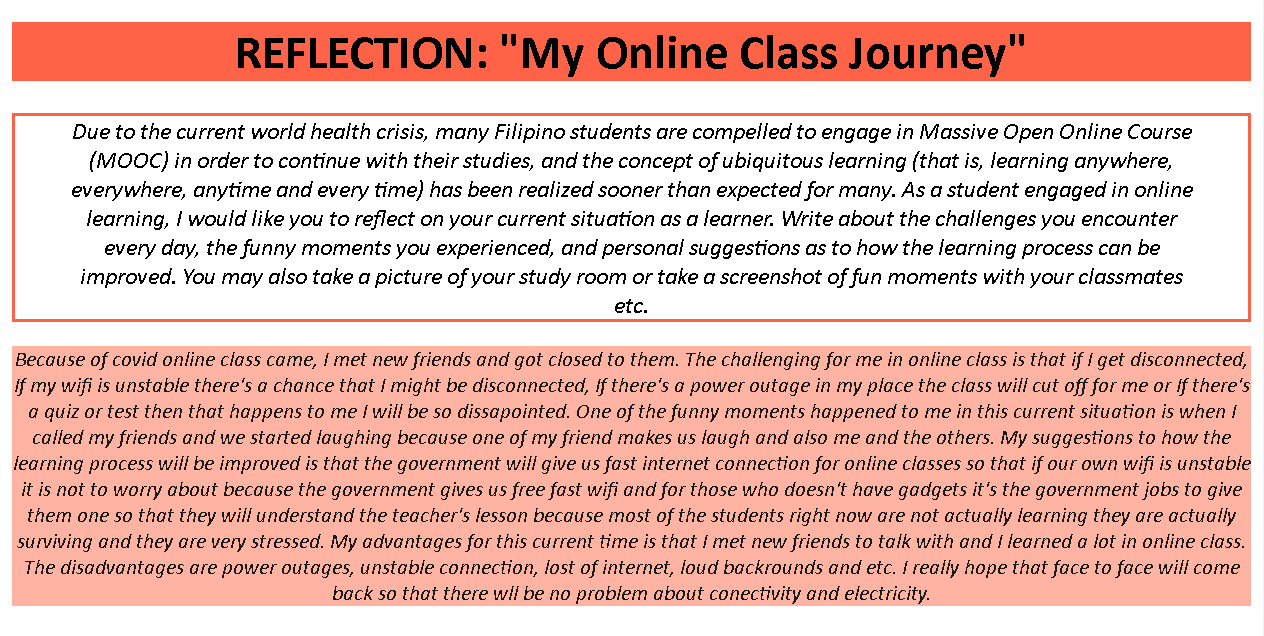 REFLECTION: "My Online Class Journey"
Due to the current world health crisis, many Filipino students are compelled to engage in Massive Open Online Course
(MOOC) in order to continue with their studies, and the concept of ubiquitous learning (that is, learning anywhere,
everywhere, anytime and every time) has been realized sooner than expected for many. As a student engaged in online
learning, I would like you to reflect on your current situation as a learner. Write about the challenges you encounter
every day, the funny moments you experienced, and personal suggestions as to how the learning process can be
improved. You may also take a picture of your study room or take a screenshot of fun moments with your classmates
etc.
Because of covid online class came, I met new friends and got closed to them. The challenging for me in online class is that if I get disconnected,
If my wifi is unstable there's a chance that I might be disconnected, If there's a power outage in my place the class will cut off for me or If there's
a quiz or test then that happens to me I will be so dissapointed. One of the funny moments happened to me in this current situation is when I
called my friends and we started laughing because one of my friend makes us laugh and also me and the others. My suggestions to how the
learning process will be improved is that the government will give us fast internet connection for online classes so that if our own wifi is unstable
it is not to worry about because the government gives us free fast wifi and for those who doesn't have gadgets it's the government jobs to give
them one so that they will understand the teacher's lesson because most of the students right now are not actually learning they are actually
surviving and they are very stressed. My advantages for this current time is that I met new friends to talk with and I learned a lot in online class.
The disadvantages are power outages, unstable connection, lost of internet, loud backrounds and etc. I really hope that face to face will come
back so that there wll be no problem about conectivity and electricity.